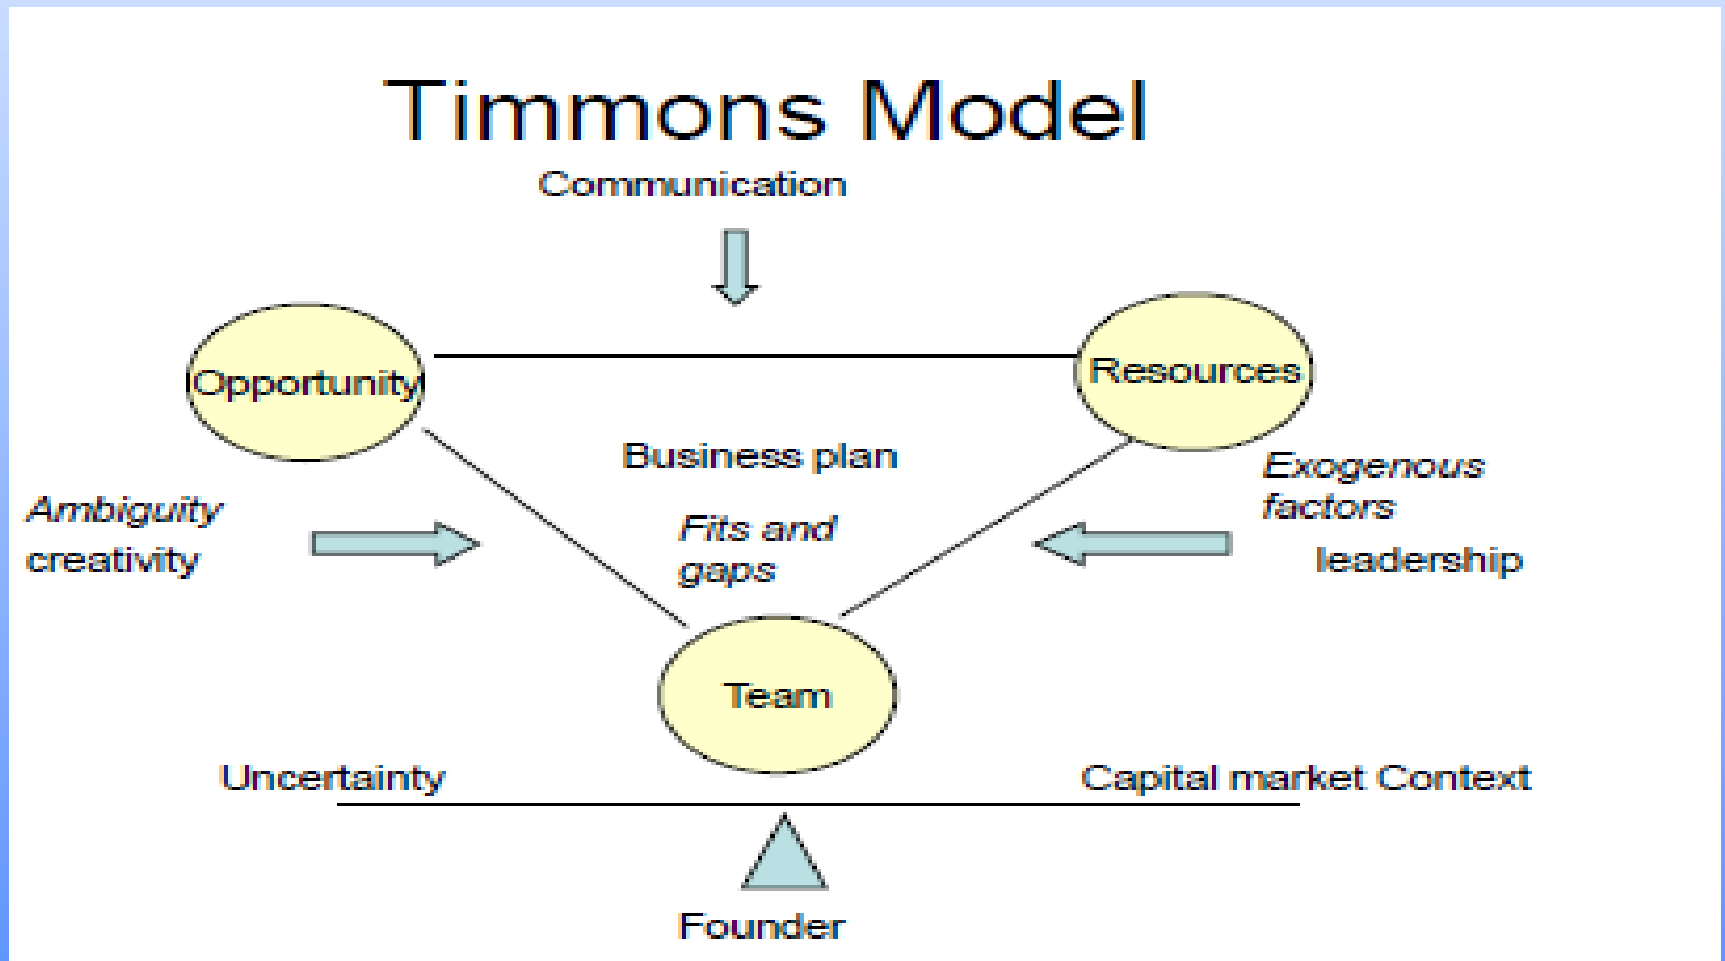 Timmons Model
Communication
Opportunity
Resources
Business plan
Exogenous
factors
Ambiguity
creativity
Fits and
gaps
leadership
Team
Uncertainty
Capital market Context
Founder